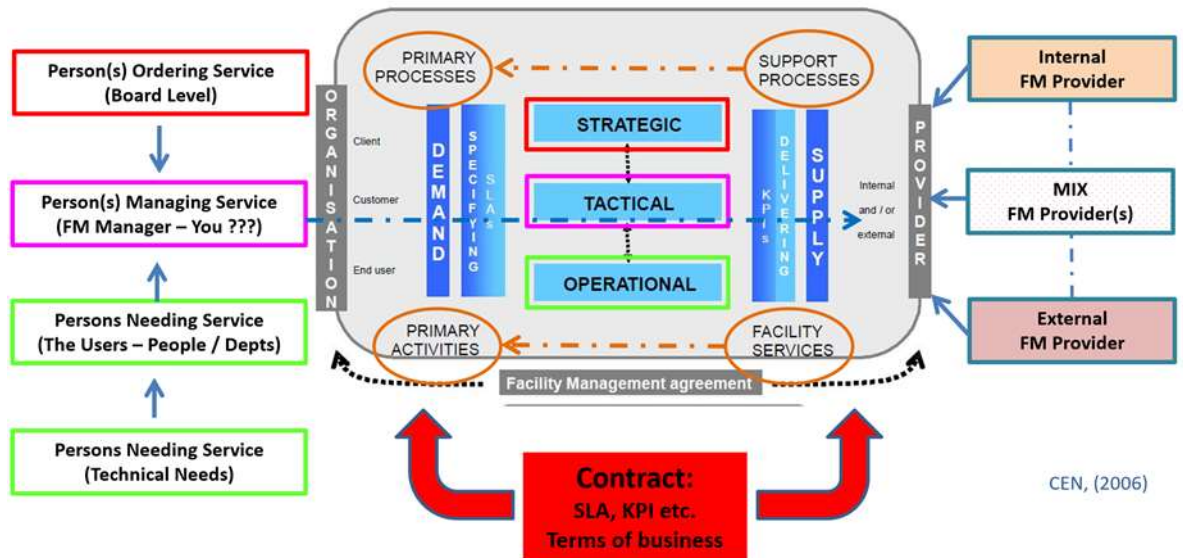 Person(s) Ordering Service
(Board Level)
Person(s) Managing Service
(FM Manager – You ???)
Persons Needing Service
(The Users – People / Depts)
Persons Needing Service
(Technical Needs)
ORGANISATION
PRIMARY
PROCESSES
SUPPORT
PROCESSES
Client
Customer
End user
DEMAND
SPECIFYING
SLAs
STRATEGIC
TACTICAL
OPERATIONAL
KPIs
DELIVERING
SUPPLY
Internal
and / or
external
PROVIDER
PRIMARY
ACTIVITIES
FACILITY
SERVICES
Facility Management agreement
Contract:
SLA, KPI etc.
Terms of business
Internal
FM Provider
MIX
FM Provider(s)
External
FM Provider
CEN, (2006)